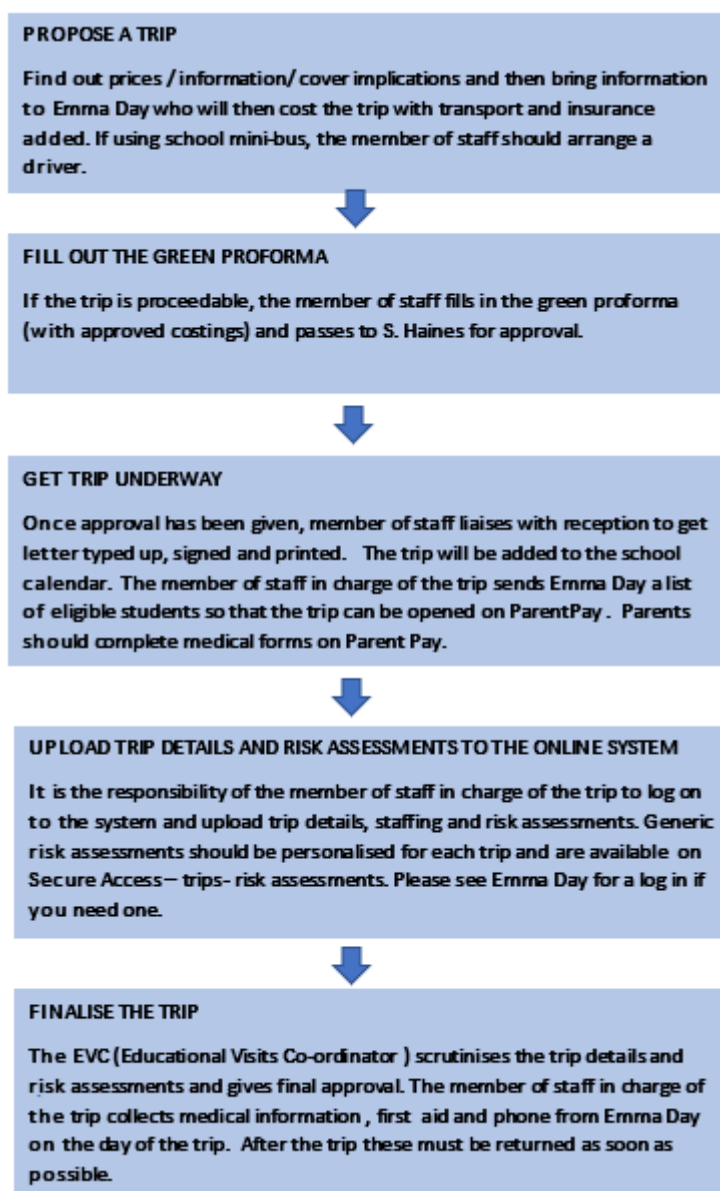 PROPOSE A TRIP
Find out prices / information/ cover implications and then bring information
to Emma Day who will then cost the trip with transport and insurance
added. If using school mini-bus, the member of staff should arrange a
driver.
FILL OUT THE GREEN PROFORMA
If the trip is proceedable, the member of staff fills in the green proforma
(with approved costings) and passes to S. Haines for approval.
GET TRIP UNDERWAY
Once approval has been given, member of staff liaises with reception to get
letter typed up, signed and printed. The trip will be added to the school
calendar. The member of staff in charge of the trip sends Emma Day a list
of eligible students so that the trip can be opened on ParentPay. Parents
should complete medical forms on Parent Pay.
UPLOAD TRIP DETAILS AND RISK ASSESSMENTS TO THE ONLINE SYSTEM
It is the responsibility of the member of staff in charge of the trip to log on
to the system and upload trip details, staffing and risk assessments. Generic
risk assessments should be personalised for each trip and are available on
Secure Access – trips- risk assessments. Please see Emma Day for a log in if
you need one.
FINALISE THE TRIP
The EVC (Educational Visits Co-ordinator ) scrutinises the trip details and
risk assessments and gives final approval. The member of staff in charge of
the trip collects medical information , first aid and phone from Emma Day
on the day of the trip. After the trip these must be returned as soon as
possible.